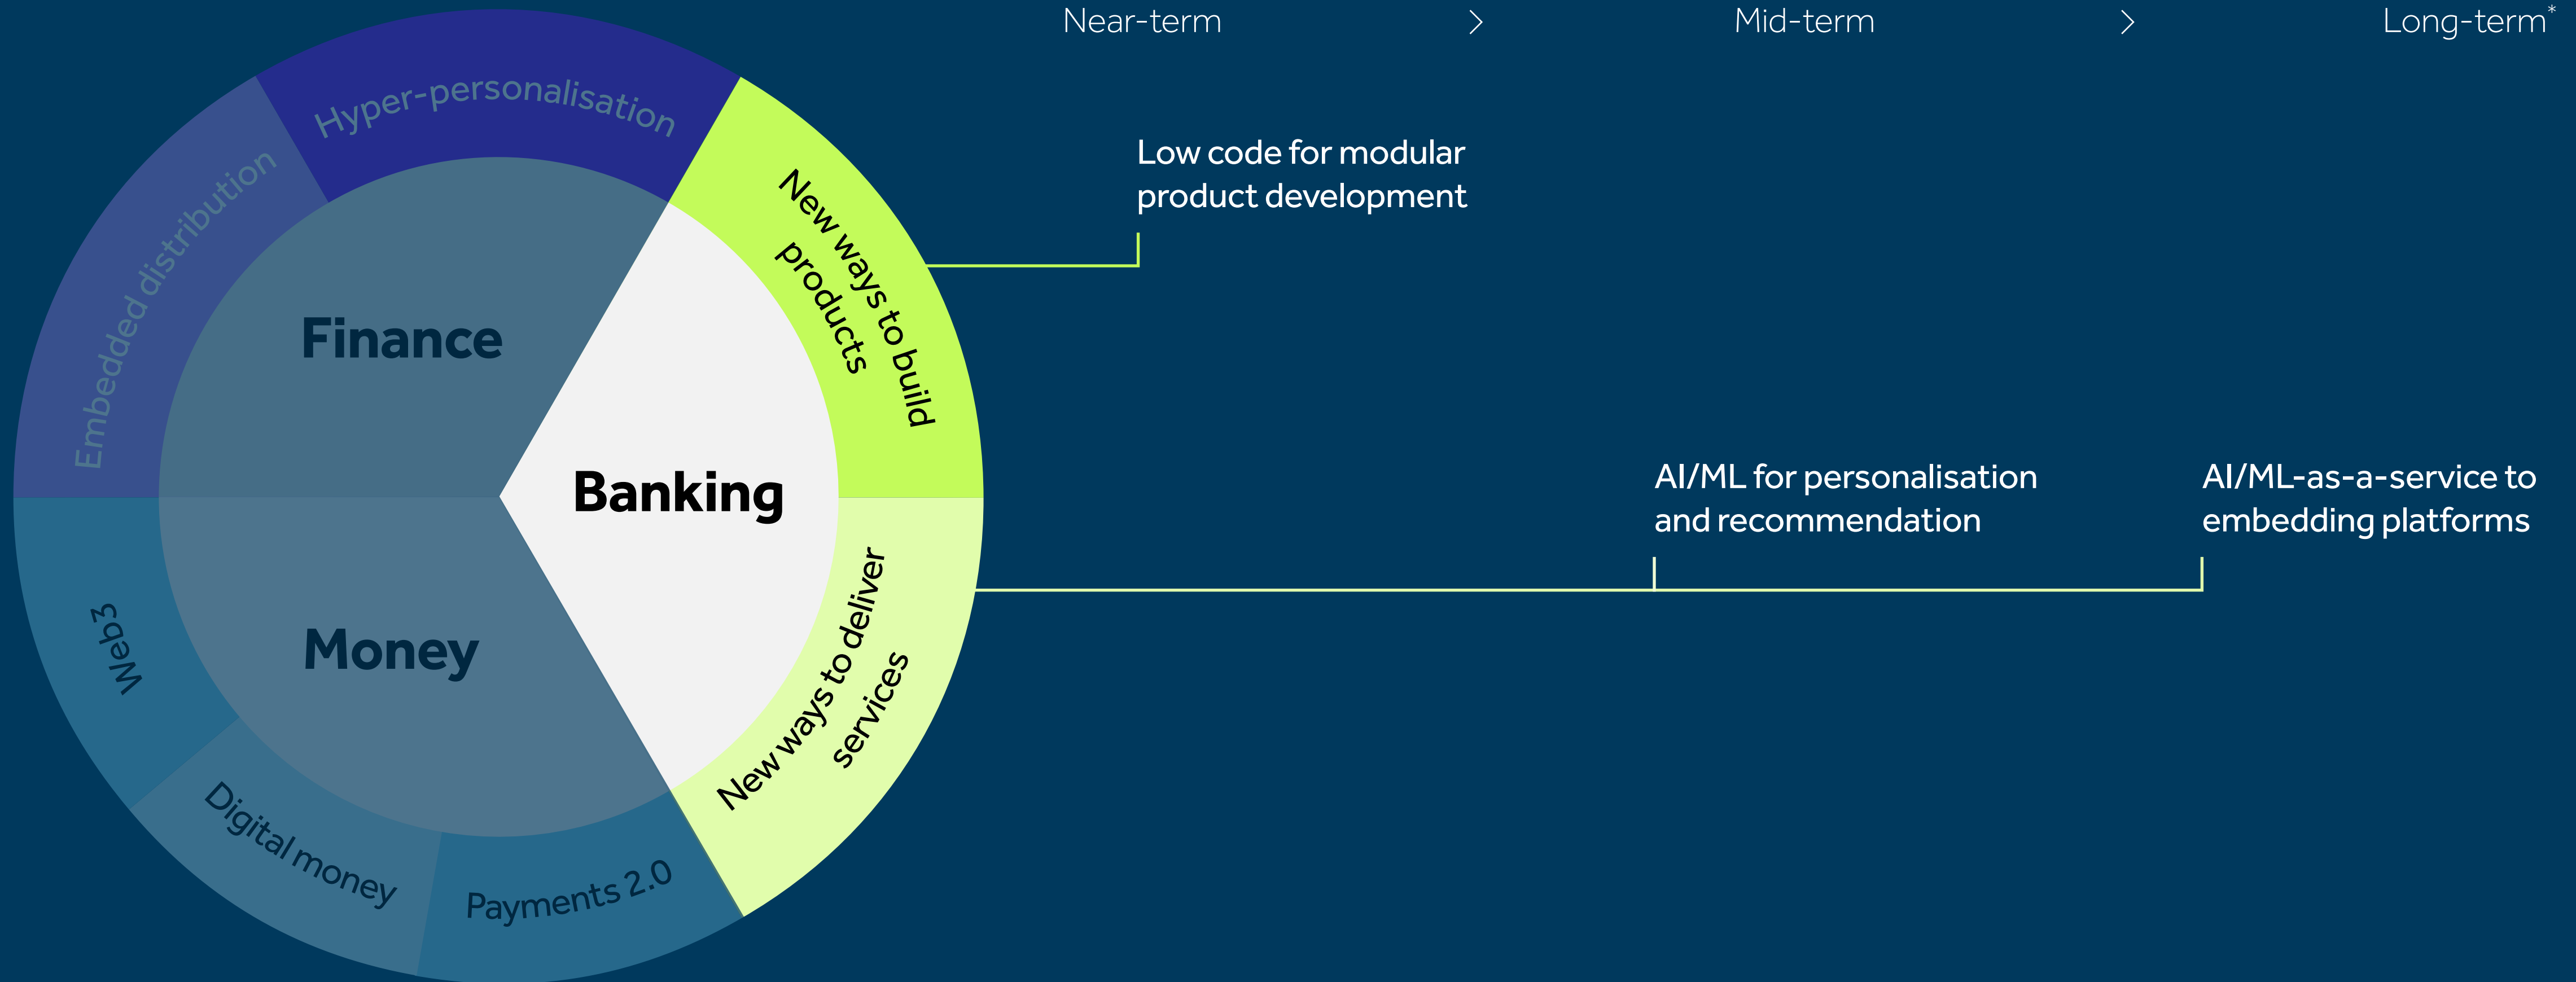 Near-term
>
Mid-term
>
Long-term*
Hyper-personalisation
Embedded distribution
Finance
New ways to build
products
Low code for modular
product development
Banking
AI/ML for personalisation
and recommendation
AI/ML-as-a-service to
embedding platforms
New ways to deliver
services
Money
Web3
Digital money
Payments 2.0